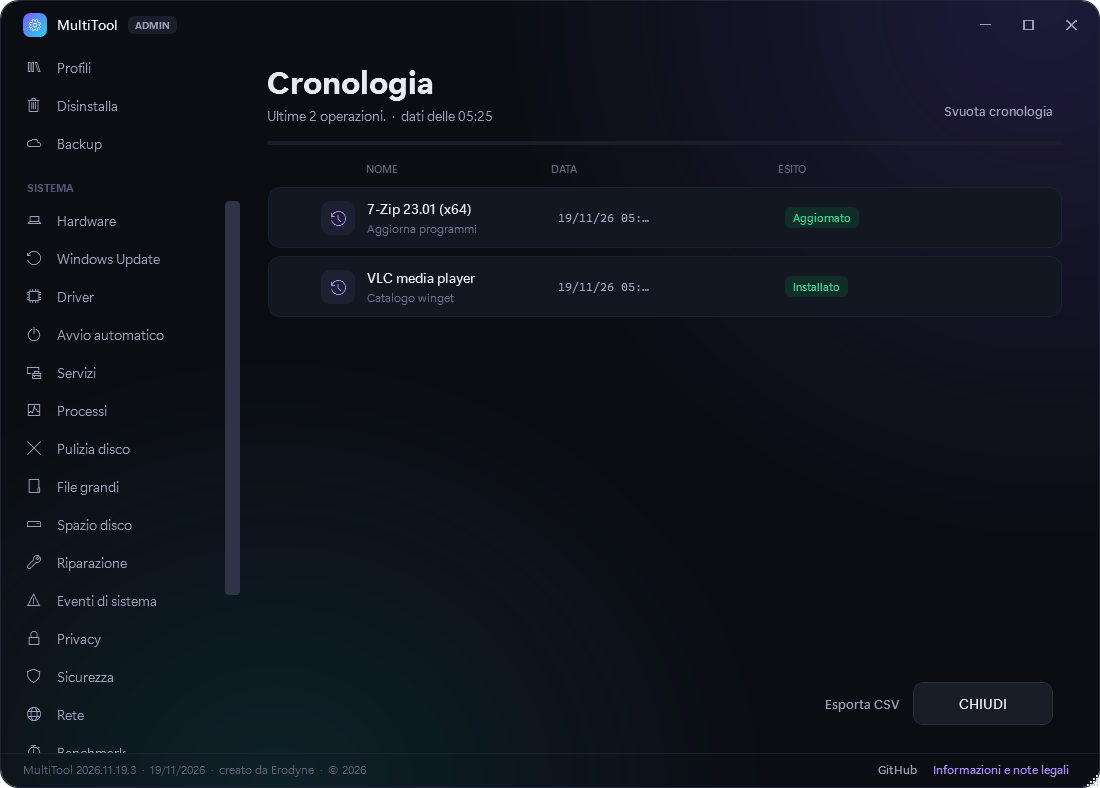 MultiTool ADMIN
Profili
Disinstalla
Backup
SISTEMA
Hardware
Windows Update
Driver
Avvio automatico
Servizi
Processi
Pulizia disco
File grandi
Spazio disco
Riparazione
Eventi di sistema
Privacy
Sicurezza
Rete
Benchmark
Cronologia
Ultime 2 operazioni. · dati delle 05:25
Svuota cronologia
NOME DATA ESITO
7-Zip 23.01 (x64)
Aggiorna programmi
19/11/26 05:…
Aggiornato
VLC media player
Catalogo winget
19/11/26 05:…
Installato
Esporta CSV
CHIUDI
MultiTool 2026.11.19.3 · 19/11/2026 · creato da Erodyne · © 2026
GitHub
Informazioni e note legali